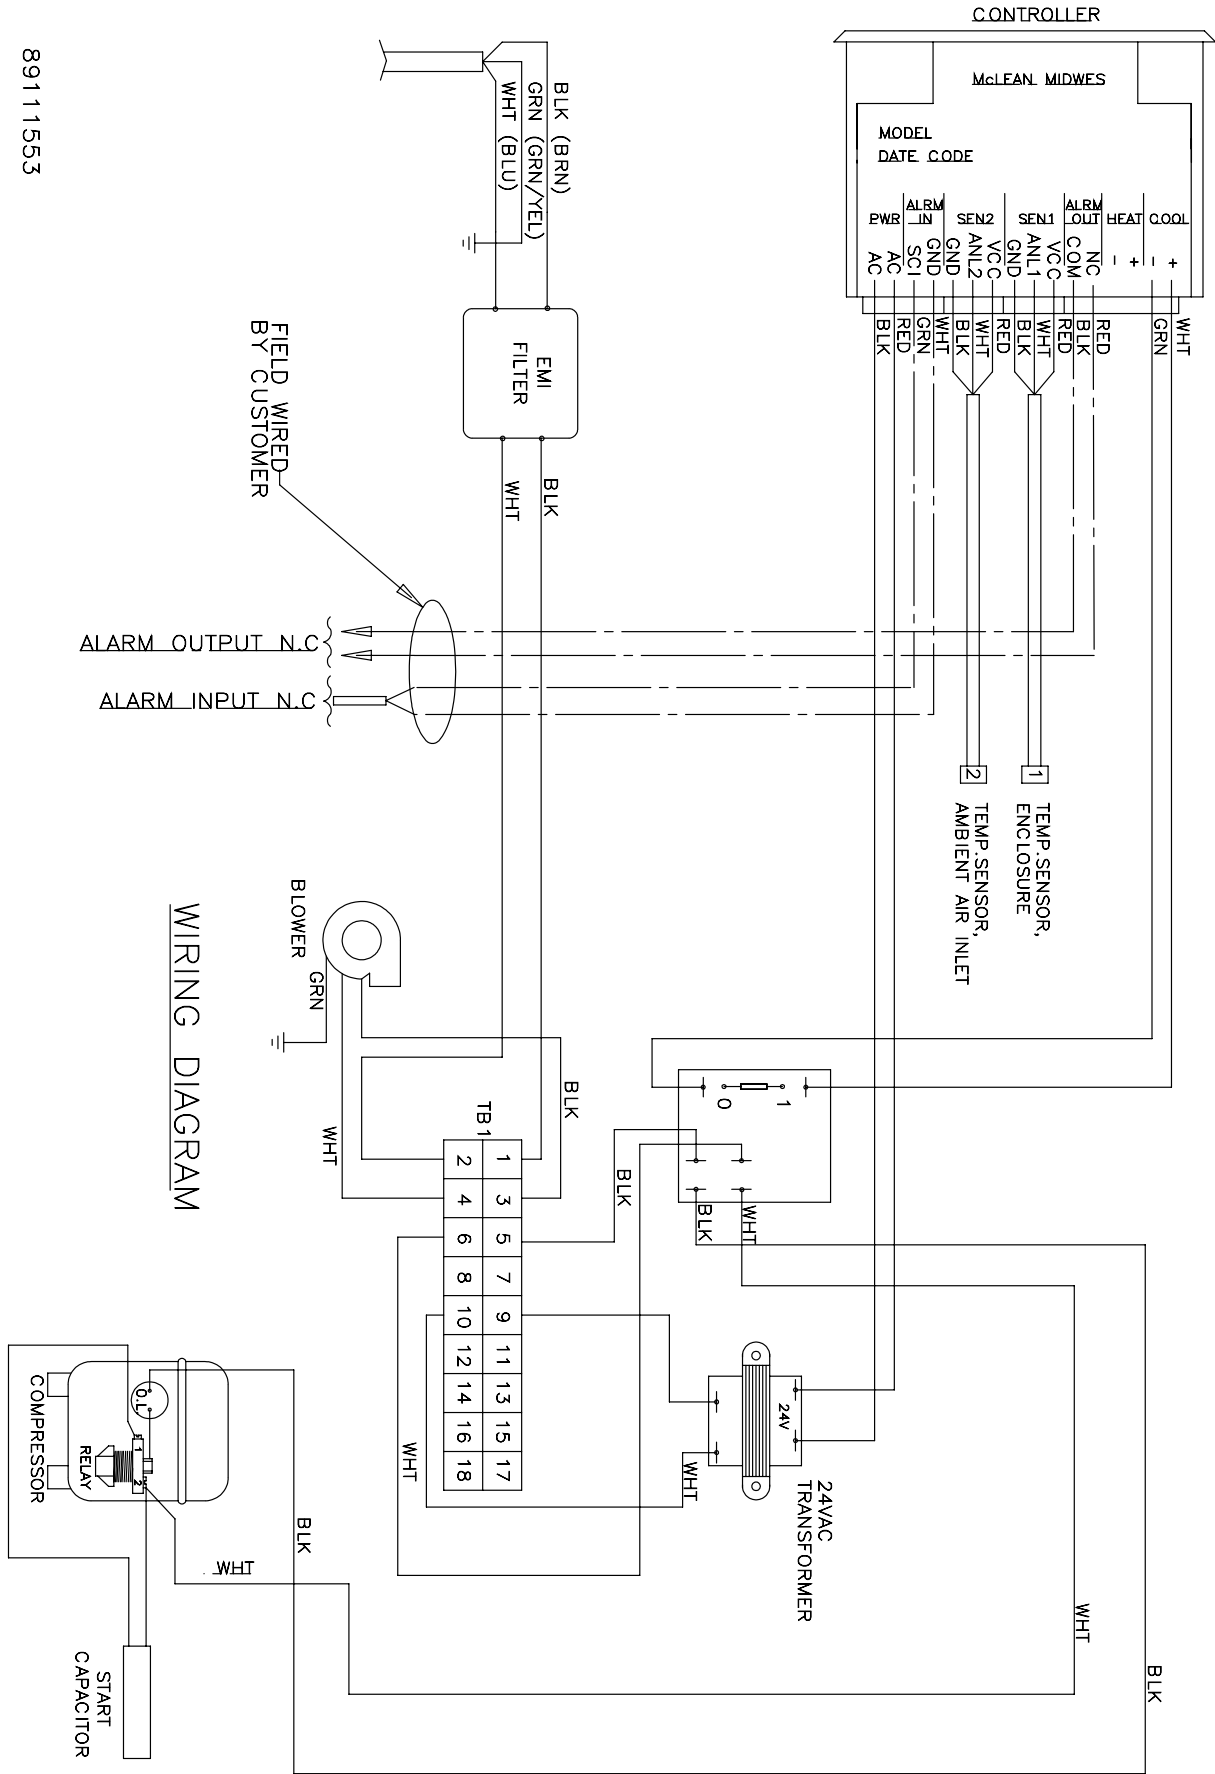 CONTROLLER
McLEAN MIDWES
MODEL
DATE CODE
PWR
ALRM
IN
SEN2
SEN1
ALRM
OUT
HEAT
COOL
AC
AC
SCI
GND
GND
ANL2
VCC
GND
ANL1
VCC
COM
NC
-
+
-
+
BLK
RED
GRN
WHT
BLK
WHT
RED
BLK
WHT
RED
BLK
RED
GRN
WHT
89111553
BLK (BRN)
GRN (GRN/YEL)
WHT (BLU)
EMI
FILTER
FIELD WIRED
BY CUSTOMER
BLK
WHT
ALARM OUTPUT N.C
ALARM INPUT N.C
1
TEMP.SENSOR,
ENCLOSURE
2
TEMP.SENSOR,
AMBIENT AIR INLET
BLOWER
GRN
WIRING DIAGRAM
WHT
BLK
TB1
1
2
3
4
5
6
7
8
9
10
11
12
13
14
15
16
17
18
0
1
BLK
BLK
WHT
24V
24VAC
TRANSFORMER
WHT
WHT
O.L.
1
2
RELAY
COMPRESSOR
BLK
WHT
START
CAPACITOR
WHT
BLK